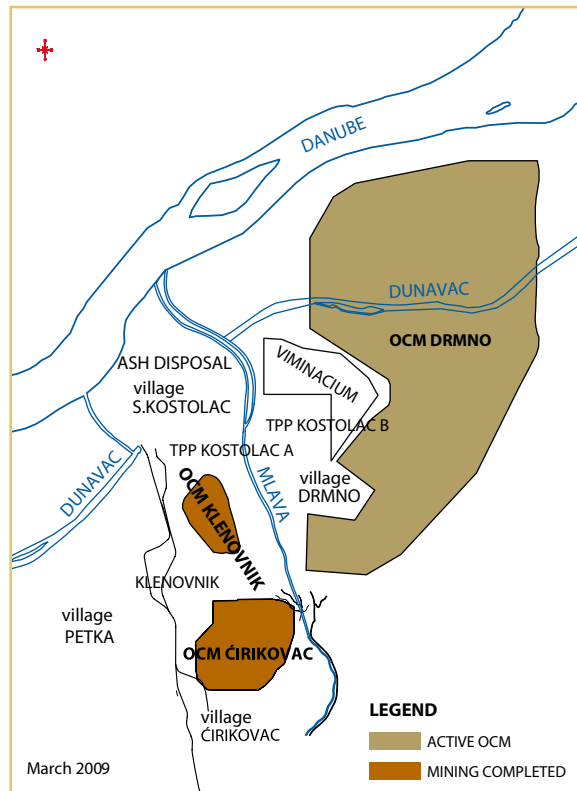 DANUBE
DUNAVAC
OCM DRMNO
VIMINACIUM
ASH DISPOSAL
village
S.KOSTOLAC
TPP KOSTOLAC B
TPP KOSTOLAC A
DUNAVAC
OCM KLENOVNIK
MLAVA
village
DRMNO
KLENOVNIK
village
PETKA
OCM ĆIRIKOVAC
village
ĆIRIKOVAC
LEGEND
ACTIVE OCM
MINING COMPLETED
March 2009